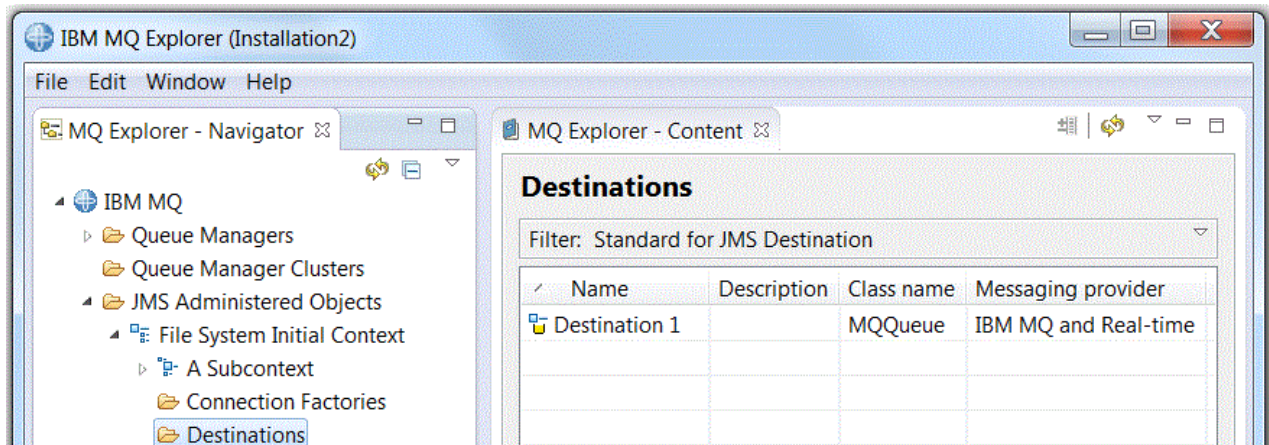 IBM MQ Explorer (Installation2)
File Edit Window Help
MQ Explorer - Navigator
IBM MQ
Queue Managers
Queue Manager Clusters
JMS Administered Objects
File System Initial Context
A Subcontext
Connection Factories
Destinations
MQ Explorer - Content
Destinations
Filter: Standard for JMS Destination
Name Description Class name Messaging provider
Destination 1 MQQueue IBM MQ and Real-time